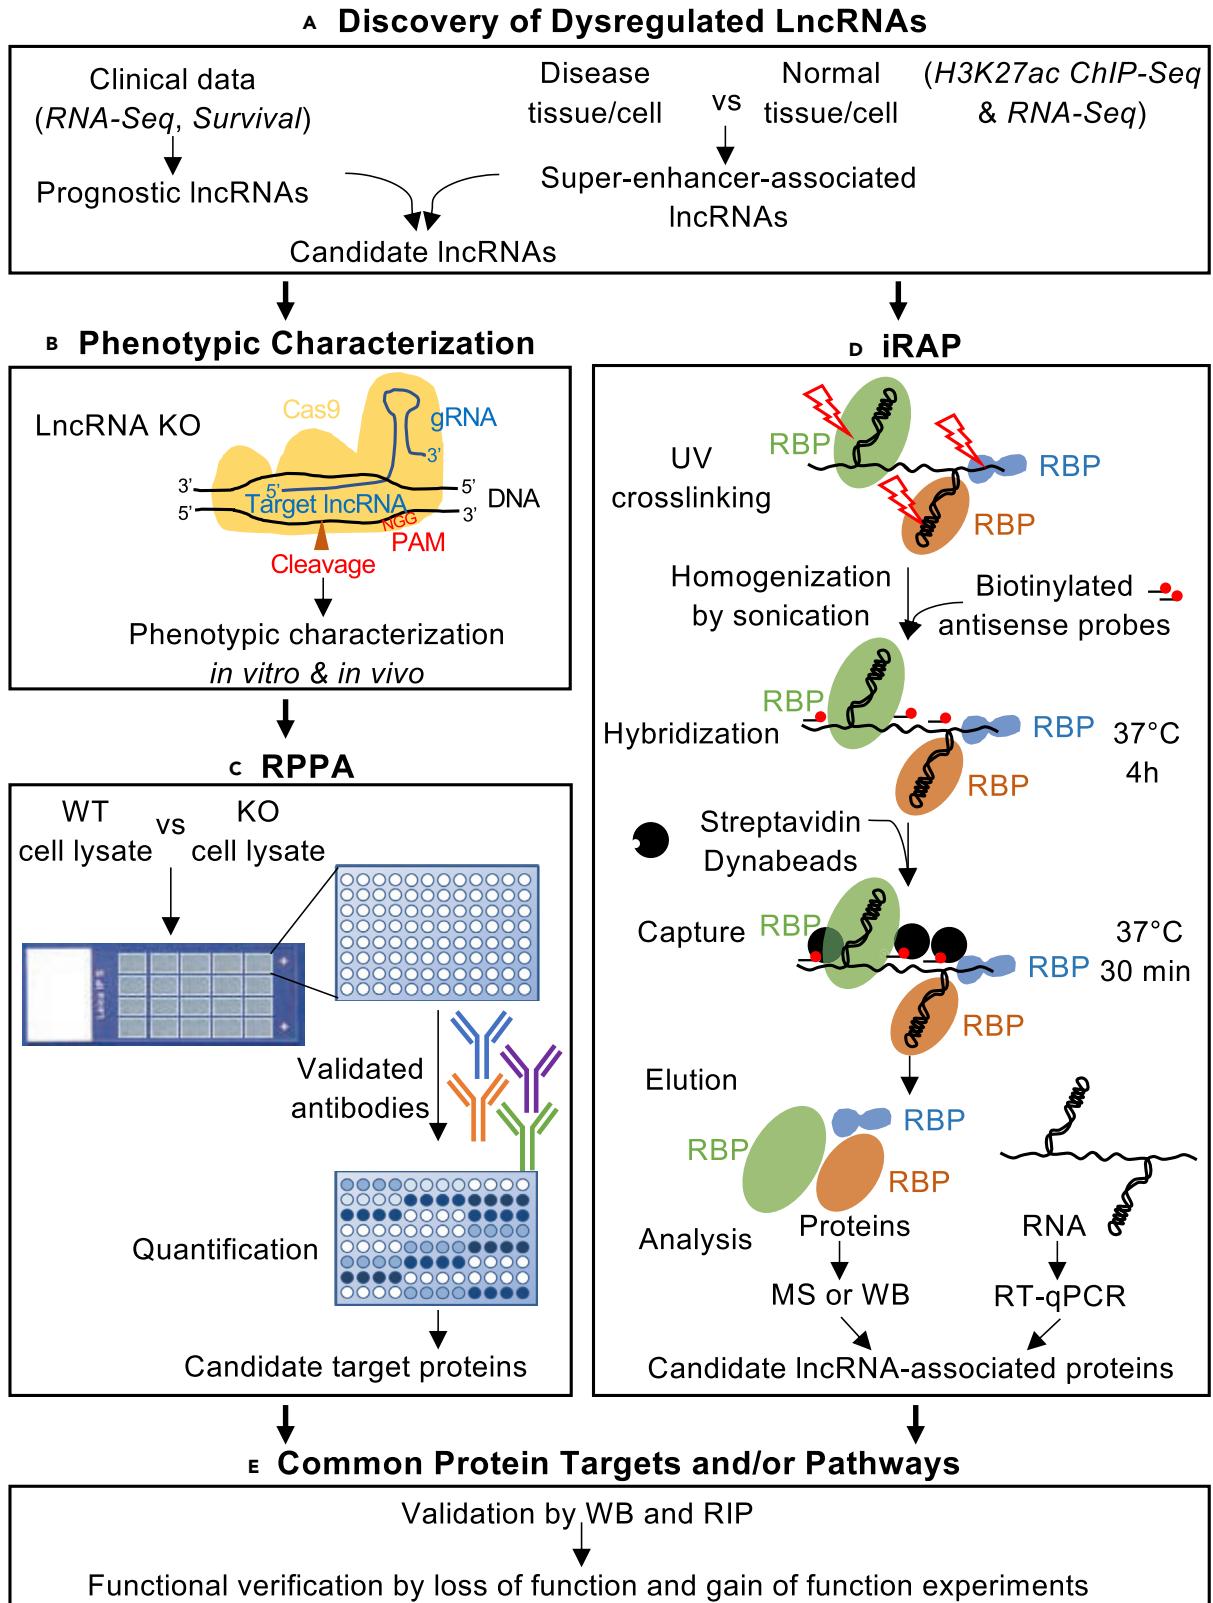 A Discovery of Dysregulated LncRNAs
Clinical data
(RNA-Seq, Survival)
Prognostic lncRNAs
Disease
tissue/cell
vs
Normal
tissue/cell
(H3K27ac ChIP-Seq
& RNA-Seq)
Super-enhancer-associated
lncRNAs
Candidate lncRNAs
B Phenotypic Characterization
LncRNA KO
Cas9
gRNA
3’
3’
5’
5’
5’
3’
DNA
Target lncRNA
NGG
PAM
Cleavage
Phenotypic characterization
in vitro & in vivo
C RPPA
WT
cell lysate
vs
KO
cell lysate
Validated
antibodies
Quantification
Candidate target proteins
D iRAP
UV
crosslinking
RBP
RBP
RBP
Homogenization
by sonication
Biotinylated
antisense probes
Hybridization
RBP
RBP
RBP
37°C
4h
Streptavidin
Dynabeads
Capture
RBP
RBP
RBP
37°C
30 min
Elution
RBP
RBP
RBP
Analysis
Proteins
RNA
MS or WB
RT-qPCR
Candidate lncRNA-associated proteins
E Common Protein Targets and/or Pathways
Validation by WB and RIP
Functional verification by loss of function and gain of function experiments